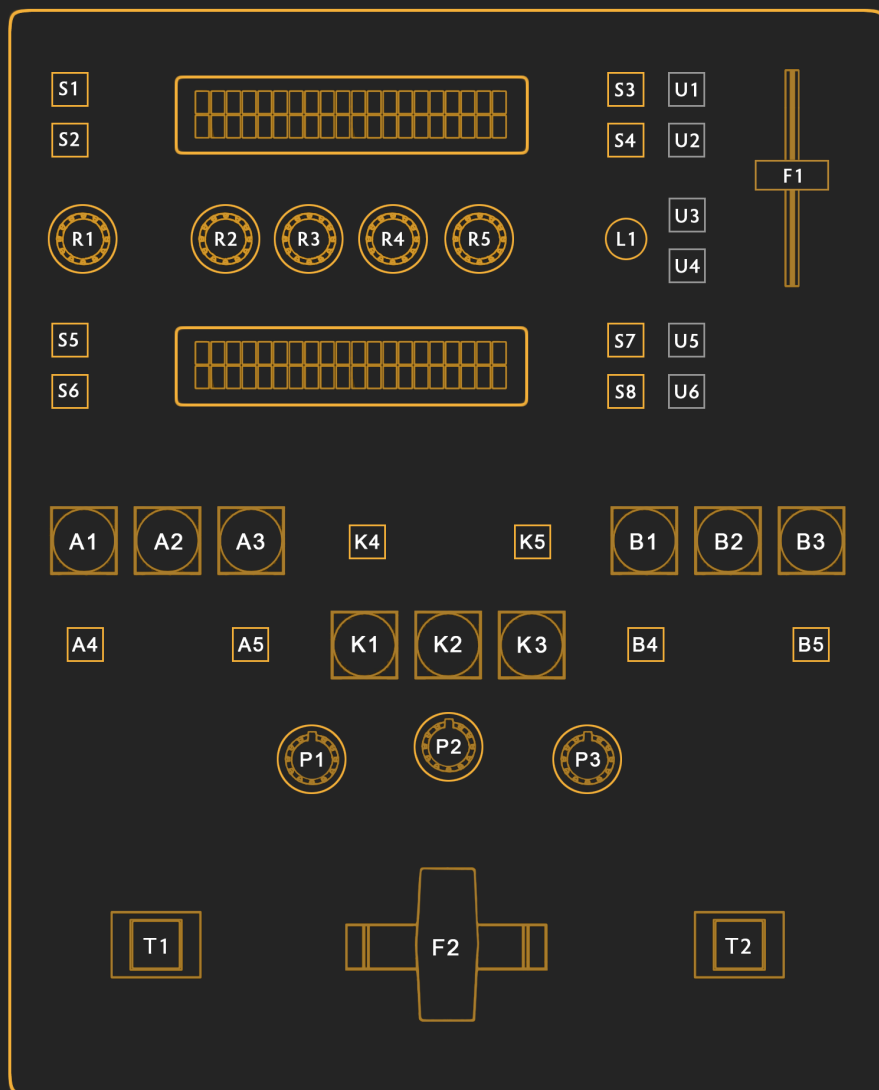 S1 S3 U1
S2 S4 U2
F1
U3
R1 R2 R3 R4 R5 L1
U4
S5 S7 U5
S6 S8 U6
A1 A2 A3 K4 K5 B1 B2 B3
A4 A5 K1 K2 K3 B4 B5
P1 P2 P3
T1 F2 T2